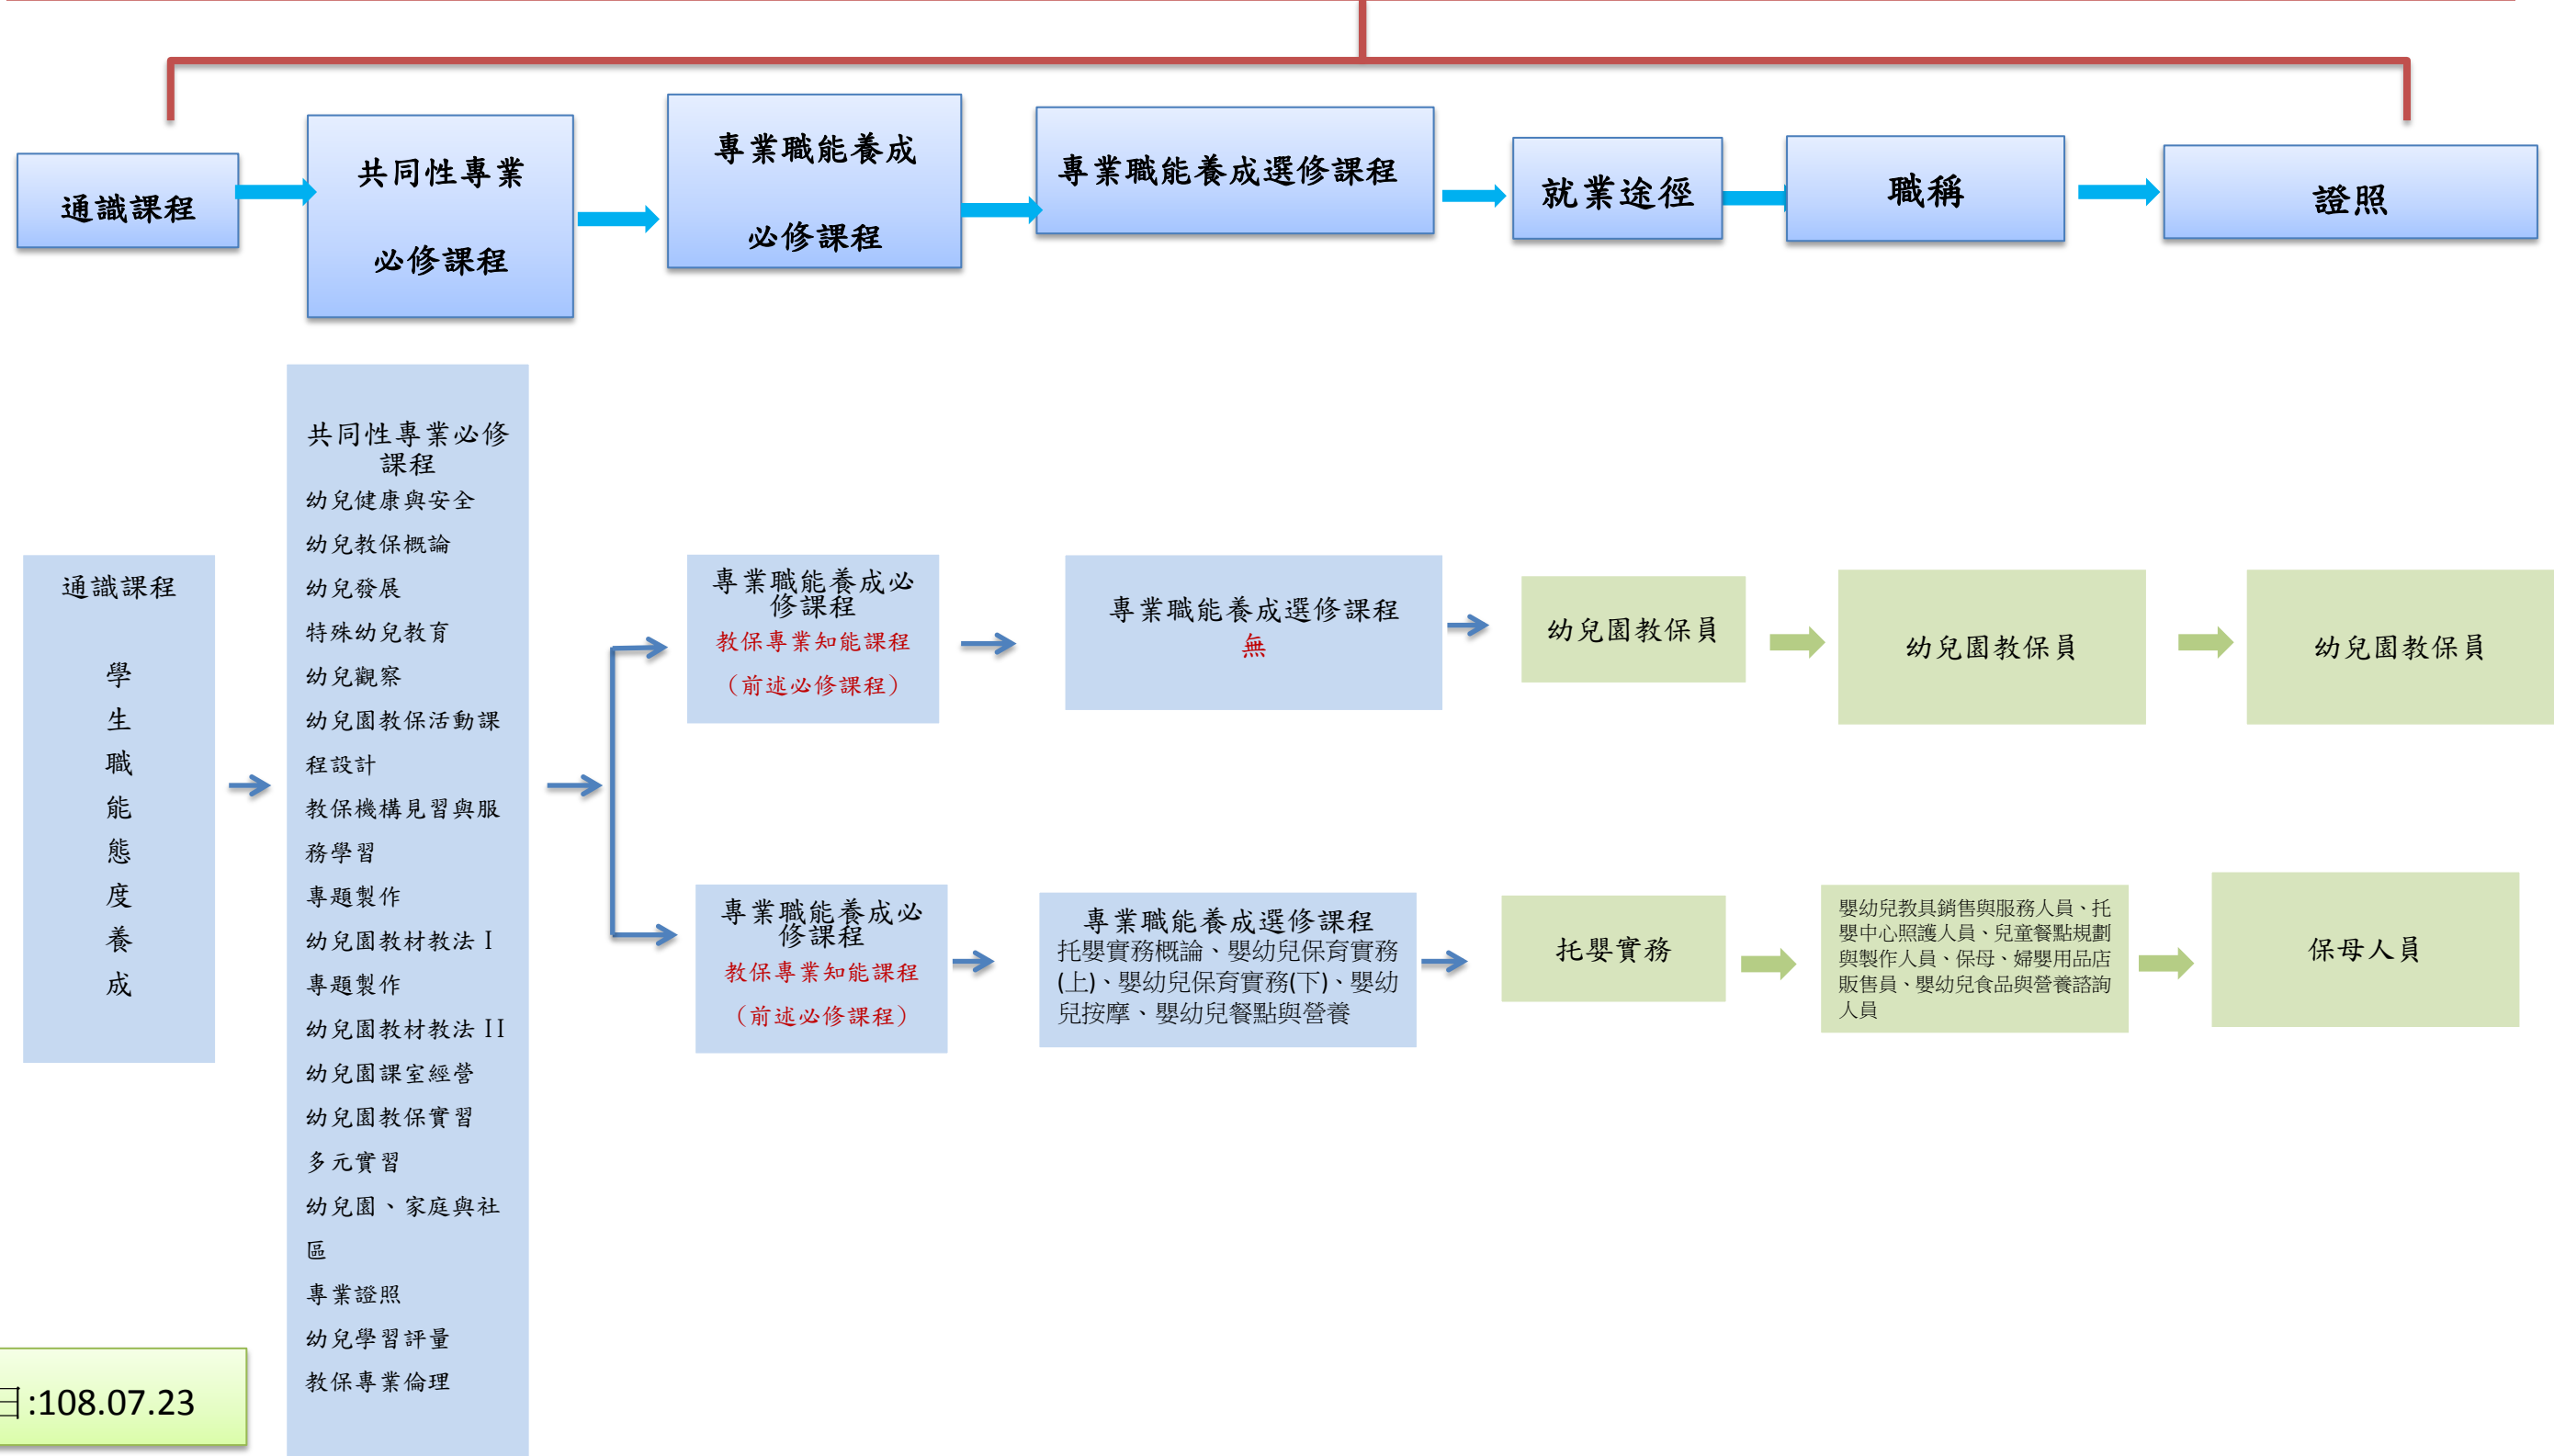 通識課程
共同性專業
必修課程
專業職能養成
必修課程
專業職能養成選修課程
就業途徑
職稱
證照
通識課程
學
生
職
能
態
度
養
成
共同性專業必修
課程
幼兒健康與安全
幼兒教保概論
幼兒發展
特殊幼兒教育
幼兒觀察
幼兒園教保活動課
程設計
教保機構見習與服
務學習
專題製作
幼兒園教材教法 I
專題製作
幼兒園教材教法 II
幼兒園課室經營
幼兒園教保實習
多元實習
幼兒園、家庭與社
區
專業證照
幼兒學習評量
教保專業倫理
專業職能養成必
修課程
教保專業知能課程
（前述必修課程）
專業職能養成選修課程
無
幼兒園教保員
幼兒園教保員
幼兒園教保員
專業職能養成必
修課程
教保專業知能課程
（前述必修課程）
專業職能養成選修課程
托嬰實務概論、嬰幼兒保育實務
(上)、嬰幼兒保育實務(下)、嬰幼
兒按摩、嬰幼兒餐點與營養
托嬰實務
嬰幼兒教具銷售與服務人員、托
嬰中心照護人員、兒童餐點規劃
與製作人員、保母、婦嬰用品店
販售員、嬰幼兒食品與營養諮詢
人員
保母人員
日:108.07.23